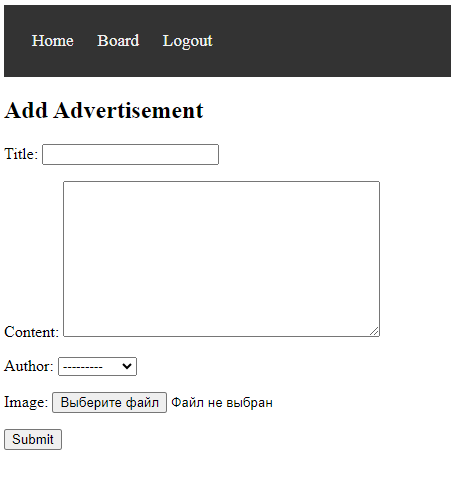 Home Board Logout
Add Advertisement
Title:
Content:
Author: ---------
Image: Выберите файл Файл не выбран
Submit